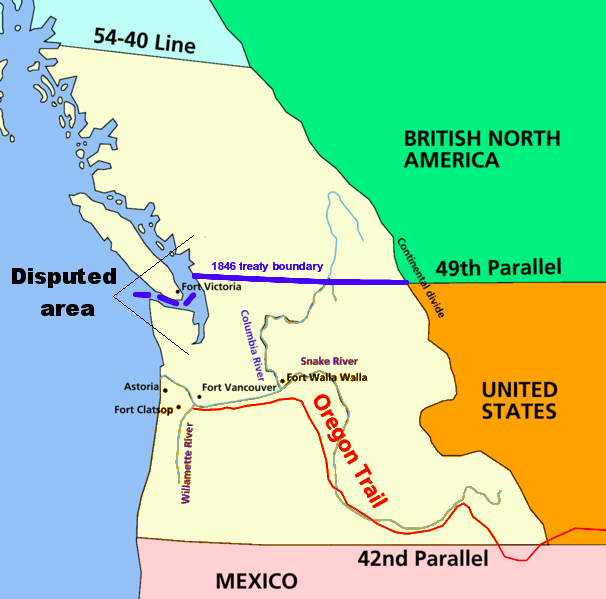 54-40 Line
BRITISH NORTH
AMERICA
Continental divide
1846 treaty boundary
49th Parallel
Disputed
area
Fort Victoria
Columbia River
Snake River
Fort Walla Walla
Astoria
Fort Vancouver
Fort Clatsop
UNITED
STATES
Oregon Trail
Willamette River
42nd Parallel
MEXICO